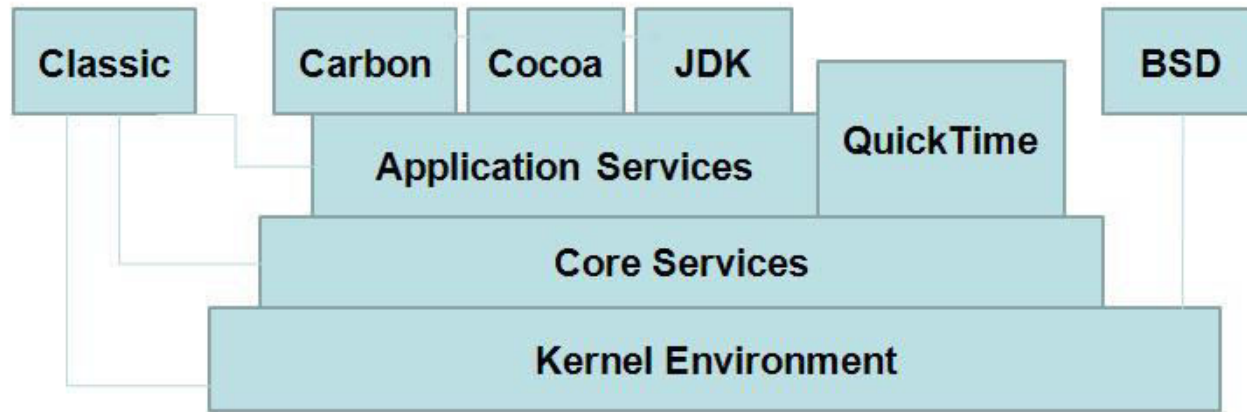 Classic
Carbon
Cocoa
JDK
BSD
QuickTime
Application Services
Core Services
Kernel Environment